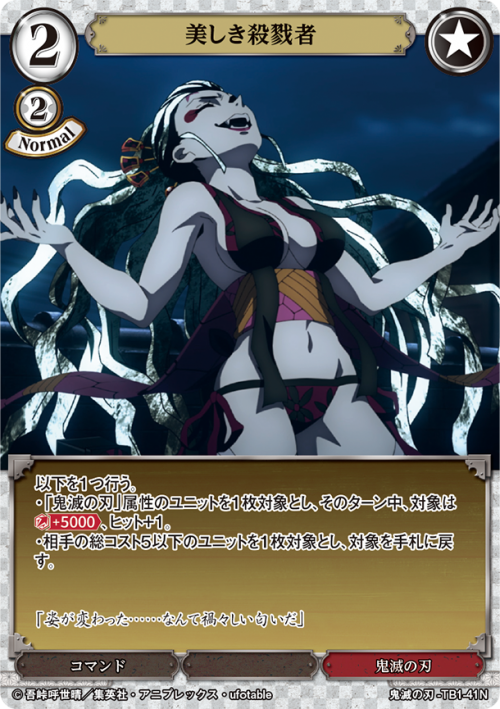 2
美しき殺戮者
2
Normal
以下を1つ行う。
・「鬼滅の刃」属性のユニットを1枚対象とし、そのターン中、対象は
+5000、ヒット+1。
・相手の総コスト5以下のユニットを1枚対象とし、対象を手札に戻
す。
「姿が変わった……なんて禍々しい匂いだ」
コマンド
鬼滅の刃
©吾峠呼世晴／集英社・アニプレックス・ufotable
鬼滅の刃 -TB1-41N